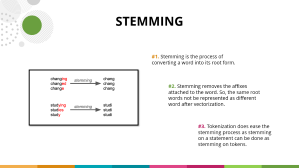 STEMMING
#1. Stemming is the process of
converting a word into its root form.
changing
changed
change
stemming
chang
chang
chang
studying
studies
study
stemming
studi
studi
studi
#2. Stemming removes the affixes
attached to the word. So, the same root
words not be represented as different
word after vectorization.
#3. Tokenization does ease the
stemming process as stemming
on a statement can be done as
stemming on tokens.